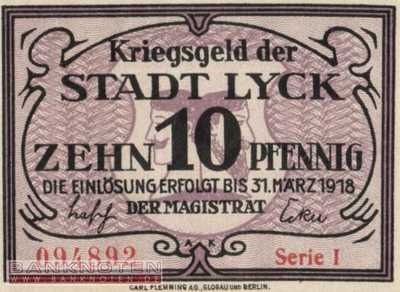 Kriegsgeld der
STADT LYCK
ZEHN 10 PFENNIG
DIE EINLÖSUNG ERFOLGT BIS 31. MÄRZ 1918
DER MAGISTRAT
094892 Serie I
A K
BANKNOTEN
CARL FLEMMING AG., GLOGAU UND BERLIN.